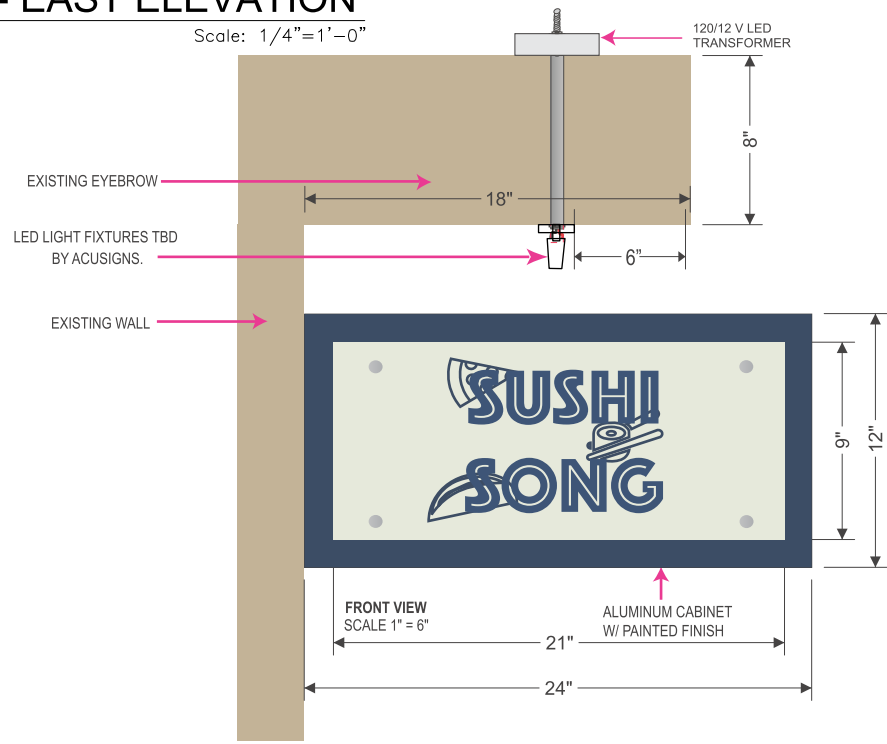 - EAST ELEVATION
Scale: 1/4"=1'-0"
120/12 V LED
TRANSFORMER
8"
EXISTING EYEBROW
18"
LED LIGHT FIXTURES TBD
BY ACUSIGNS.
6”
EXISTING WALL
SUSHI
SONG
9"
12"
FRONT VIEW
SCALE 1" = 6"
ALUMINUM CABINET
W/ PAINTED FINISH
21"
24"